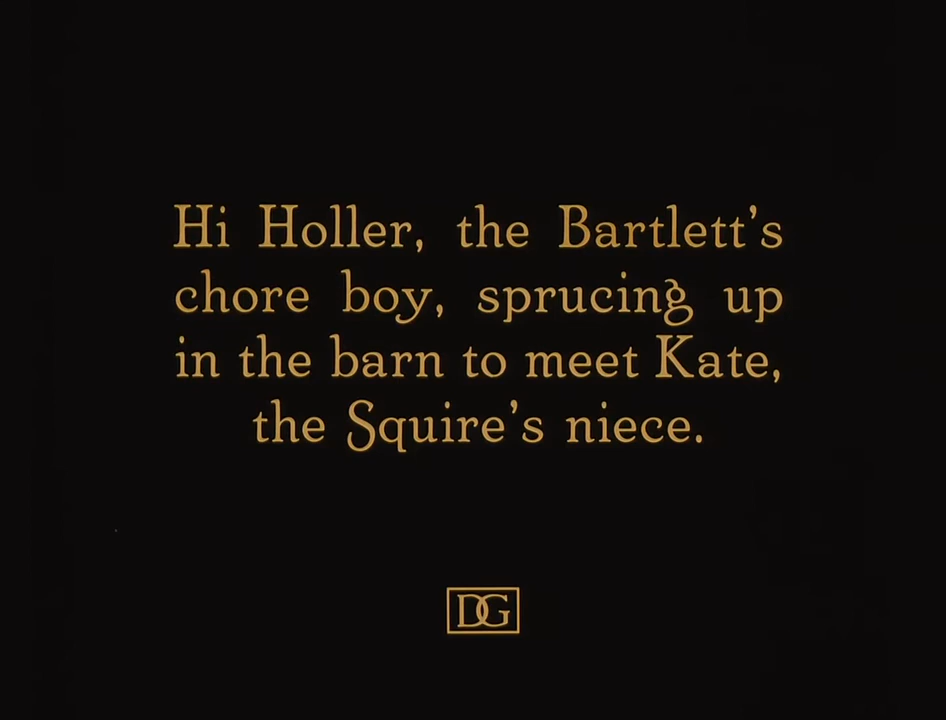 Hi Holler, the Bartlett's
chore boy, sprucing up
in the barn to meet Kate,
the Squire's niece.
DG